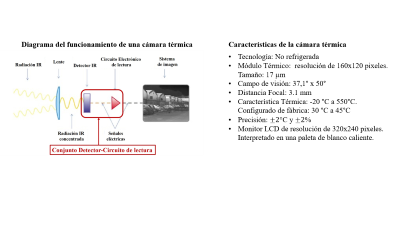 Diagrama del funcionamiento de una cámara térmica
Radiación IR
Lente
Detector IR
Circuito Electrónico
de lectura
Sistema
de imagen
Radiación IR
concentrada
Señales
eléctricas
Conjunto Detector-Circuito de lectura
Características de la cámara térmica
• Tecnología: No refrigerada
• Módulo Térmico: resolución de 160x120 pixeles.
Tamaño: 17 μm
• Campo de visión: 37,1° x 50°
• Distancia Focal: 3.1 mm
• Característica Térmica: -20 °C a 550°C.
Configurado de fábrica: 30 °C a 45°C
• Precisión: ±2°C y ±2%
• Monitor LCD de resolución de 320x240 pixeles.
Interpretado en una paleta de blanco caliente.